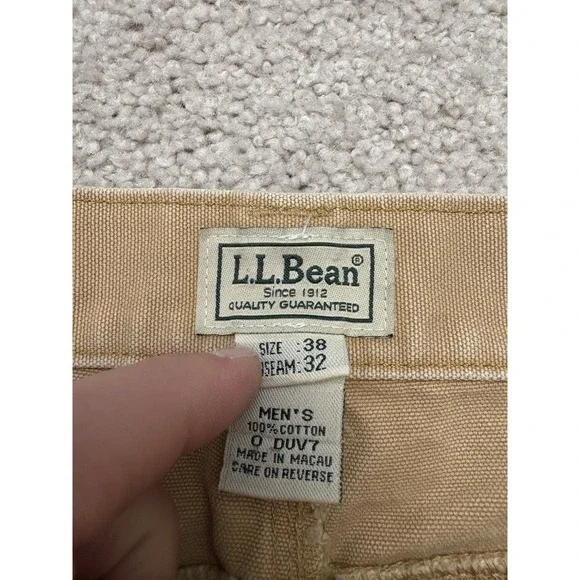 L.L.Bean®
Since 1912
QUALITY GUARANTEED
SIZE :38
SEAM:32
MEN'S
100% COTTON
O DUV7
MADE IN MACAU
CARE ON REVERSE